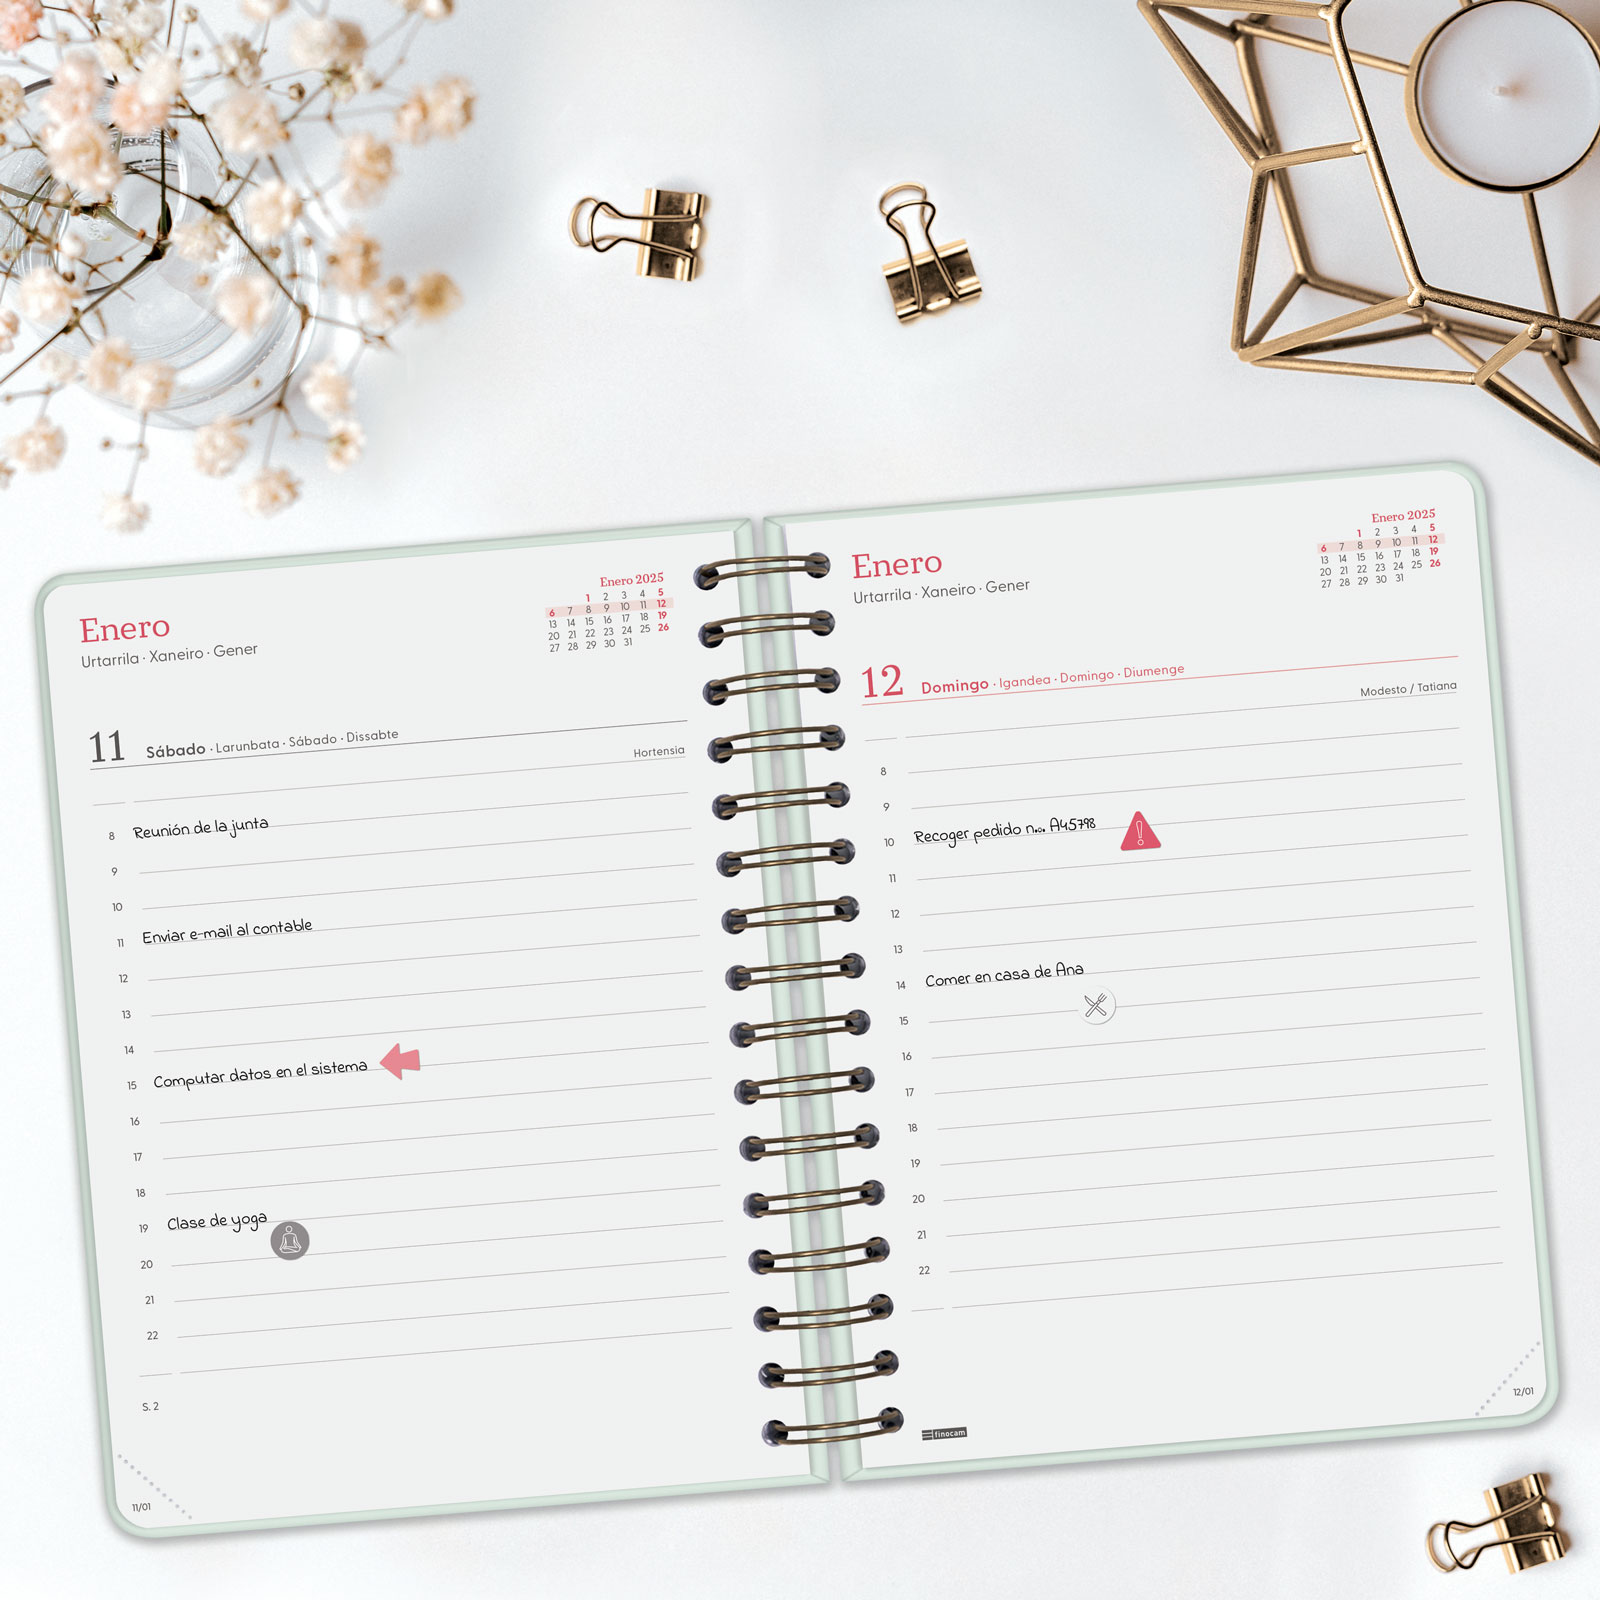 Enero
Urtarrila · Xaneiro · Gener
Enero 2025
1 2 3 4 5
6 7 8 9 10 11 12
13 14 15 16 17 18 19
20 21 22 23 24 25 26
27 28 29 30 31
11 Sábado · Larunbata · Sábado · Dissabte
Hortensia
8 Reunión de la junta
9
10
11 Enviar e-mail al contable
12
13
14
15 Computar datos en el sistema
16
17
18
19 Clase de yoga
20
21
22
S. 2
11/01
Enero
Urtarrila · Xaneiro · Gener
Enero 2025
1 2 3 4 5
6 7 8 9 10 11 12
13 14 15 16 17 18 19
20 21 22 23 24 25 26
27 28 29 30 31
12 Domingo · Igandea · Domingo · Diumenge
Modesto / Tatiana
8
9
10 Recoger pedido n.o. A45798
11
12
13
14 Comer en casa de Ana
15
16
17
18
19
20
21
22
finocam
12/01